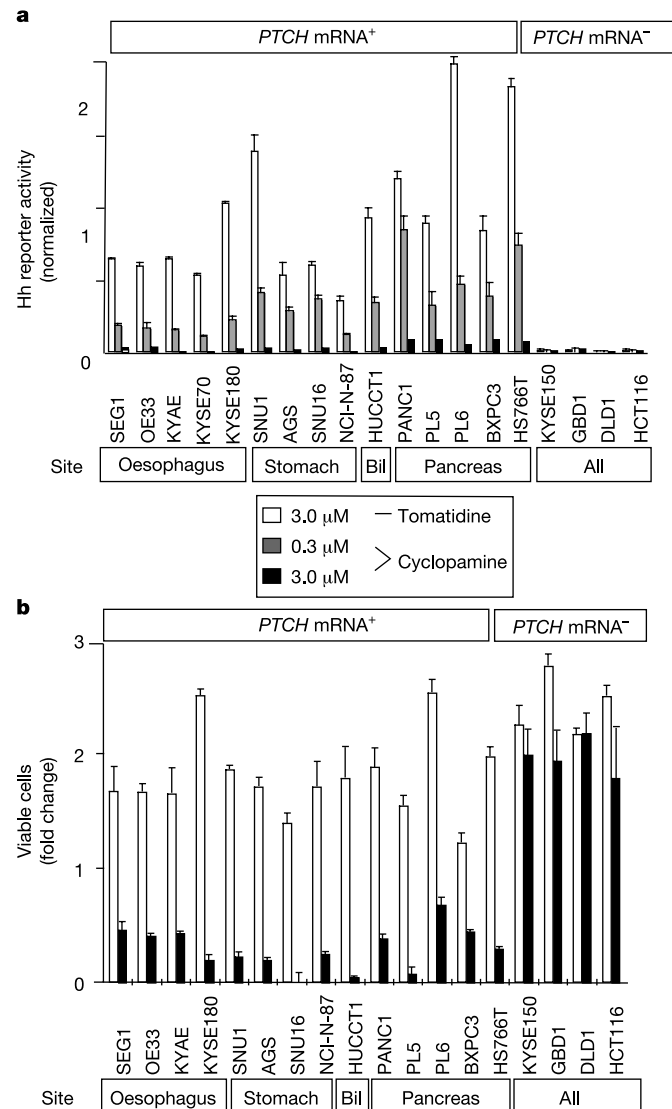 a
PTCH mRNA+ PTCH mRNA−
2
1
0
Hh reporter activity
(normalized)
SEG1 OE33 KYAE KYSE70 KYSE180 SNU1 AGS SNU16 NCI-N-87 HUCCT1 PANC1 PL5 PL6 BXPC3 HS766T KYSE150 GBD1 DLD1 HCT116
Site Oesophagus Stomach Bil Pancreas All
3.0 µM — Tomatidine
0.3 µM
Cyclopamine
3.0 µM
b
PTCH mRNA+ PTCH mRNA−
3
2
1
0
Viable cells
(fold change)
SEG1 OE33 KYAE KYSE180 SNU1 AGS SNU16 NCI-N-87 HUCCT1 PANC1 PL5 PL6 BXPC3 HS766T KYSE150 GBD1 DLD1 HCT116
Site Oesophagus Stomach Bil Pancreas All